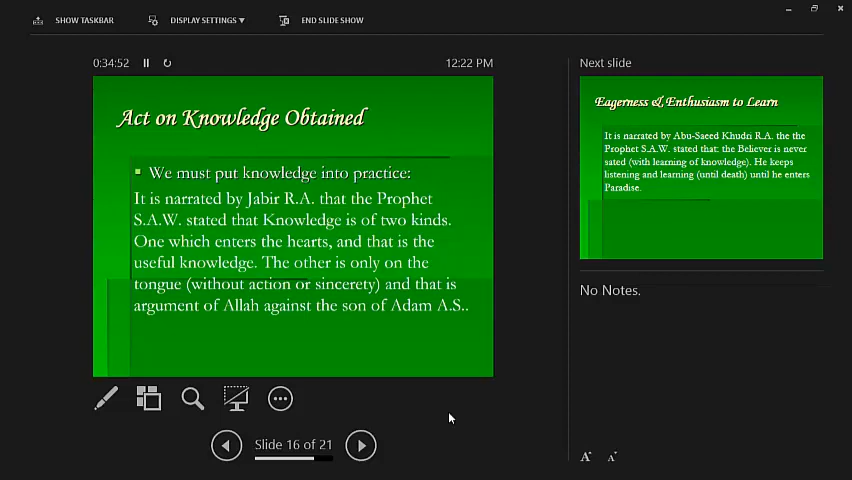 SHOW TASKBAR
DISPLAY SETTINGS ▼
END SLIDE SHOW
0:34:52
12:22 PM
Act on Knowledge Obtained
We must put knowledge into practice:
It is narrated by Jabir R.A. that the Prophet
S.A.W. stated that Knowledge is of two kinds.
One which enters the hearts, and that is the
useful knowledge. The other is only on the
tongue (without action or sincerety) and that is
argument of Allah against the son of Adam A.S..
Slide 16 of 21
Next slide
Eagerness & Enthusiasm to Learn
It is narrated by Abu-Saeed Khudri R.A. the the
Prophet S.A.W. stated that: the Believer is never
sated (with learning of knowledge). He keeps
listening and learning (until death) until he enters
Paradise.
No Notes.
A A